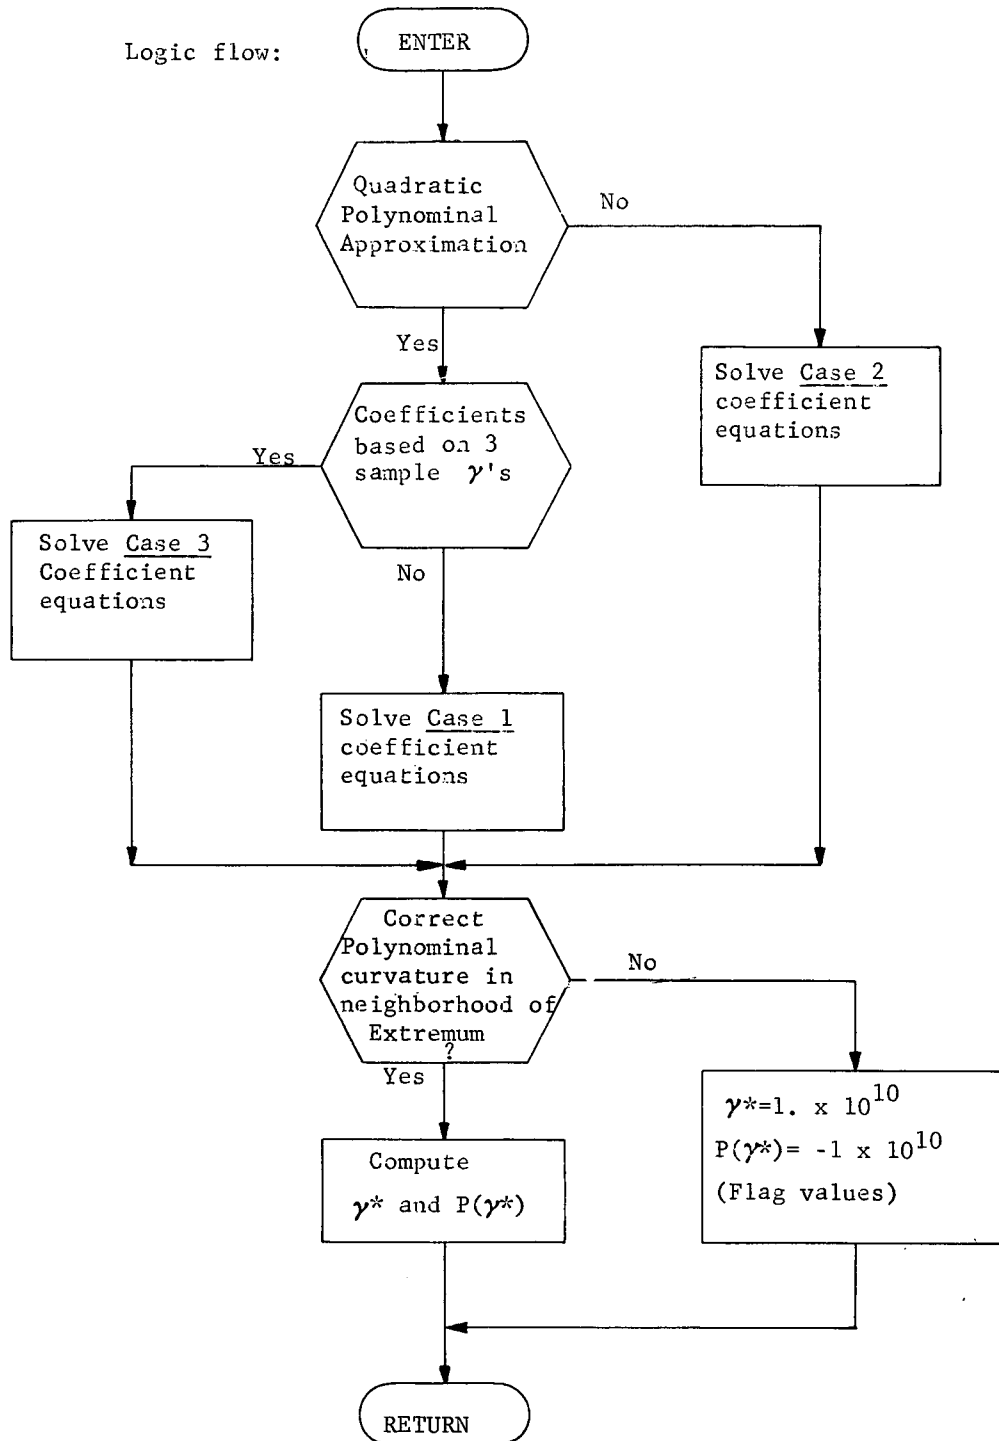 Logic flow:
ENTER
Quadratic
Polynominal
Approximation
No
Yes
Solve Case 2
coefficient
equations
Coefficients
based on 3
sample γ's
Yes
No
Solve Case 3
Coefficient
equations
Solve Case 1
coefficient
equations
Correct
Polynominal
curvature in
neighborhood of
Extremum
?
No
Yes
γ*=1. x 10^10
P(γ*)= -1 x 10^10
(Flag values)
Compute
γ* and P(γ*)
RETURN